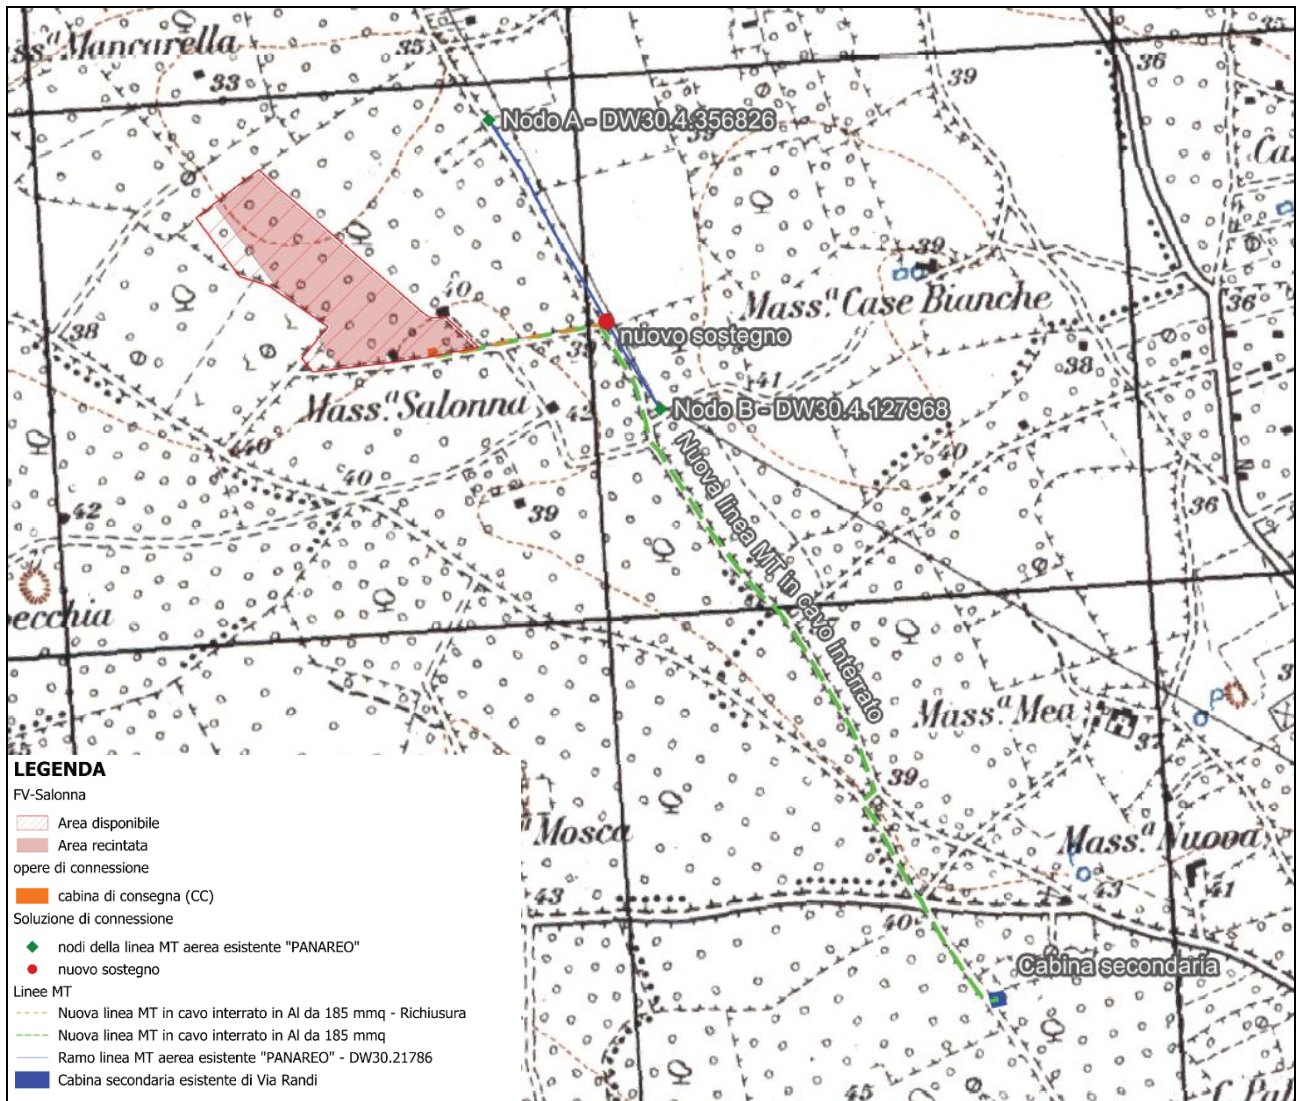 ss.ª Mancarella
35
33
39
36
35
Nodo A - DW30.4.356826
39
Ca
39
40
Mass.ª Case Bianche
36
38
nuovo sostegno
38
41
Mass.ª Salonna
42
Nodo B - DW30.4.127968
440
40
40
42
39
36
Nuova linea MT in cavo interrato
ecchia
Mass.ª Mea
37
39
ª Mosca
Mass.ª Nuova
43
43
41
40
Cabina secondaria
45
LEGENDA
FV-Salonna
Area disponibile
Area recintata
opere di connessione
cabina di consegna (CC)
Soluzione di connessione
nodi della linea MT aerea esistente "PANAREO"
nuovo sostegno
Linee MT
Nuova linea MT in cavo interrato in Al da 185 mmq - Richiusura
Nuova linea MT in cavo interrato in Al da 185 mmq
Ramo linea MT aerea esistente "PANAREO" - DW30.21786
Cabina secondaria esistente di Via Randi